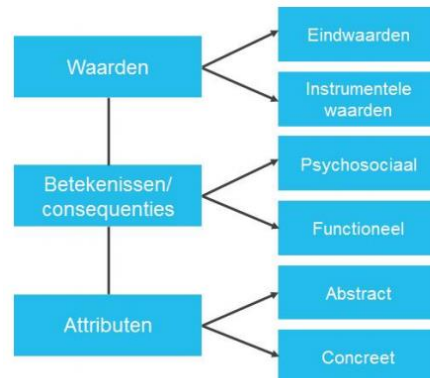 Waarden
Eindwaarden
Instrumentele
waarden
Betekenissen/
consequenties
Psychosociaal
Functioneel
Attributen
Abstract
Concreet